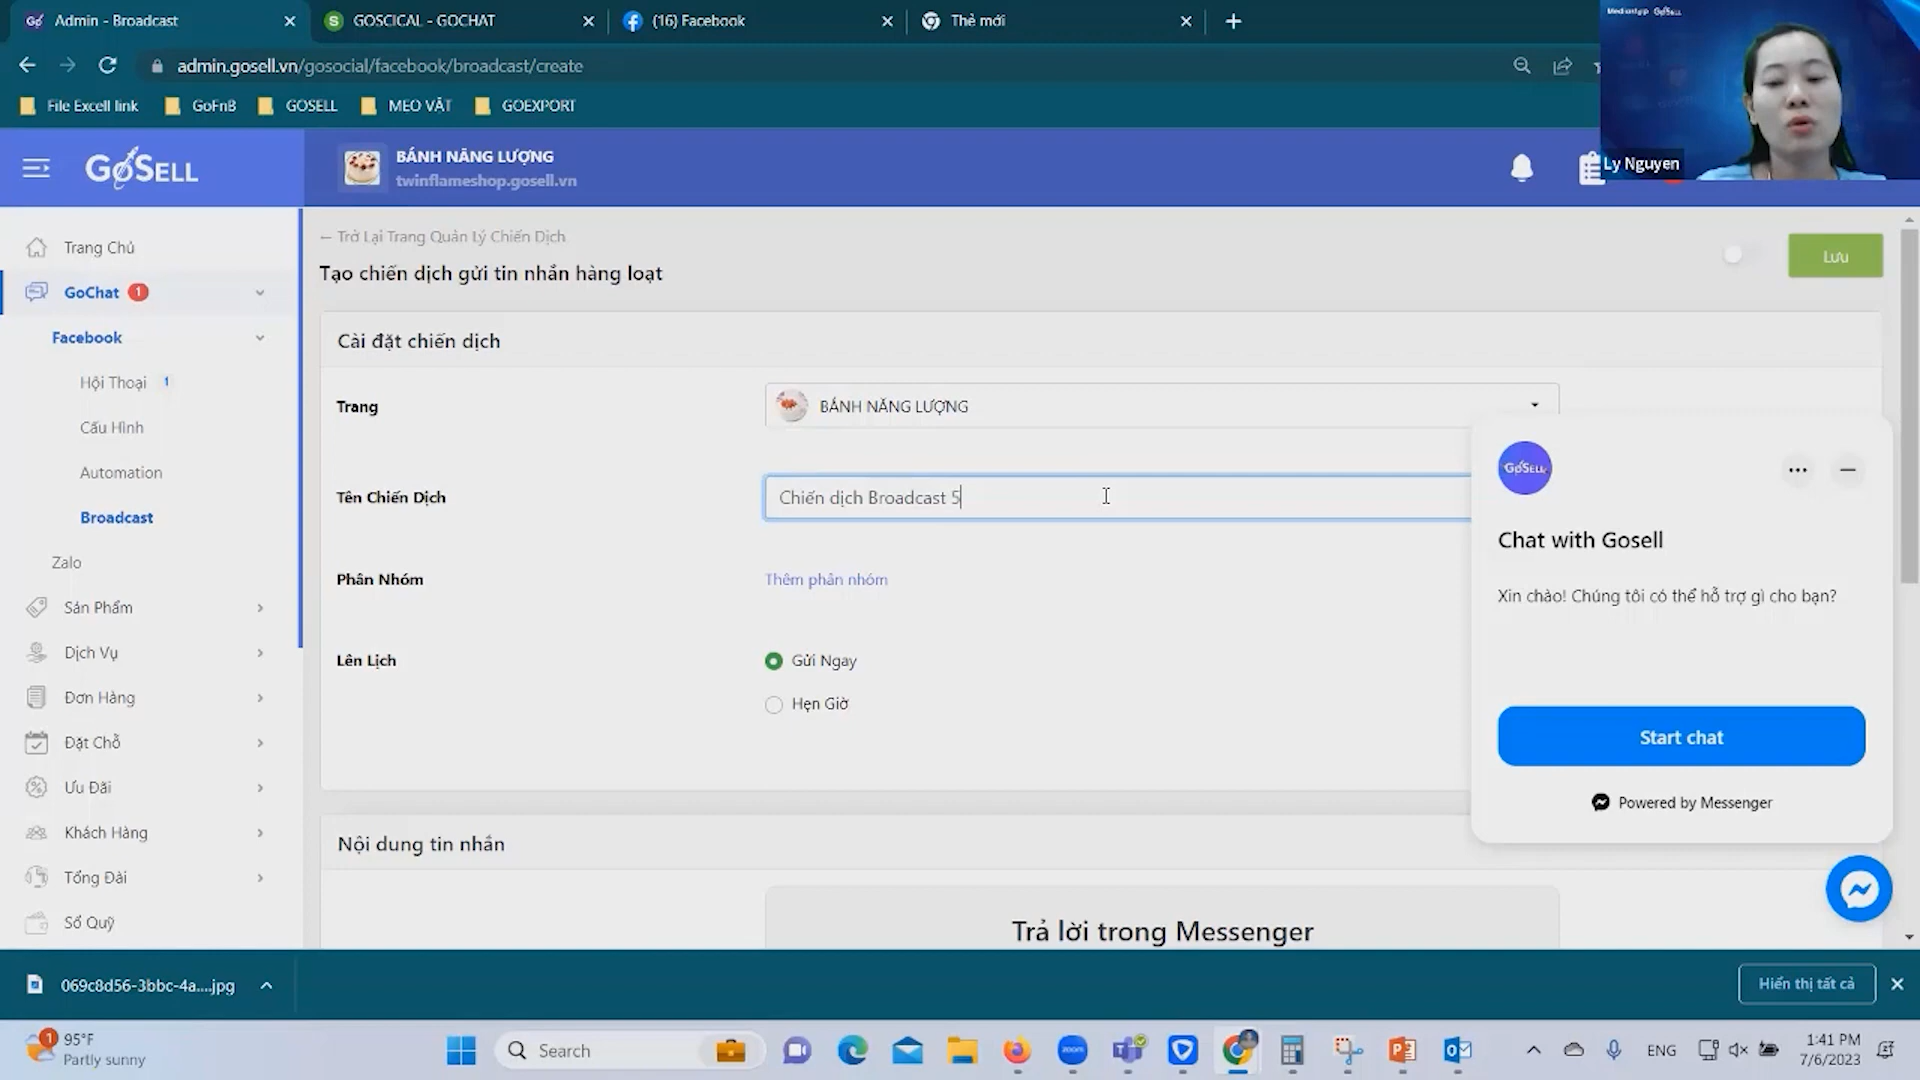 Admin - Broadcast
GOSCICAL - GOCHAT
(16) Facebook
Thẻ mới
admin.gosell.vn/gosocial/facebook/broadcast/create
File Excell link
GoFnB
GOSELL
MẸO VẶT
GOEXPORT
GoSELL
BÁNH NĂNG LƯỢNG
twinflameshop.gosell.vn
Ly Nguyen
Trang Chủ
GoChat 1
Facebook
Hội Thoại 1
Cấu Hình
Automation
Broadcast
Zalo
Sản Phẩm
Dịch Vụ
Đơn Hàng
Đặt Chỗ
Ưu Đãi
Khách Hàng
Tổng Đài
Sổ Quỹ
← Trở Lại Trang Quản Lý Chiến Dịch
Tạo chiến dịch gửi tin nhắn hàng loạt
Lưu
Cài đặt chiến dịch
Trang
BÁNH NĂNG LƯỢNG
Tên Chiến Dịch
Chiến dịch Broadcast 5
Phân Nhóm
Thêm phân nhóm
Lên Lịch
Gửi Ngay
Hẹn Giờ
Nội dung tin nhắn
Trả lời trong Messenger
GoSELL
Chat with Gosell
Xin chào! Chúng tôi có thể hỗ trợ gì cho bạn?
Start chat
Powered by Messenger
069c8d56-3bbc-4a....jpg
Hiển thị tất cả
1
95°F
Partly sunny
Search
zoom
ENG
1:41 PM
7/6/2023